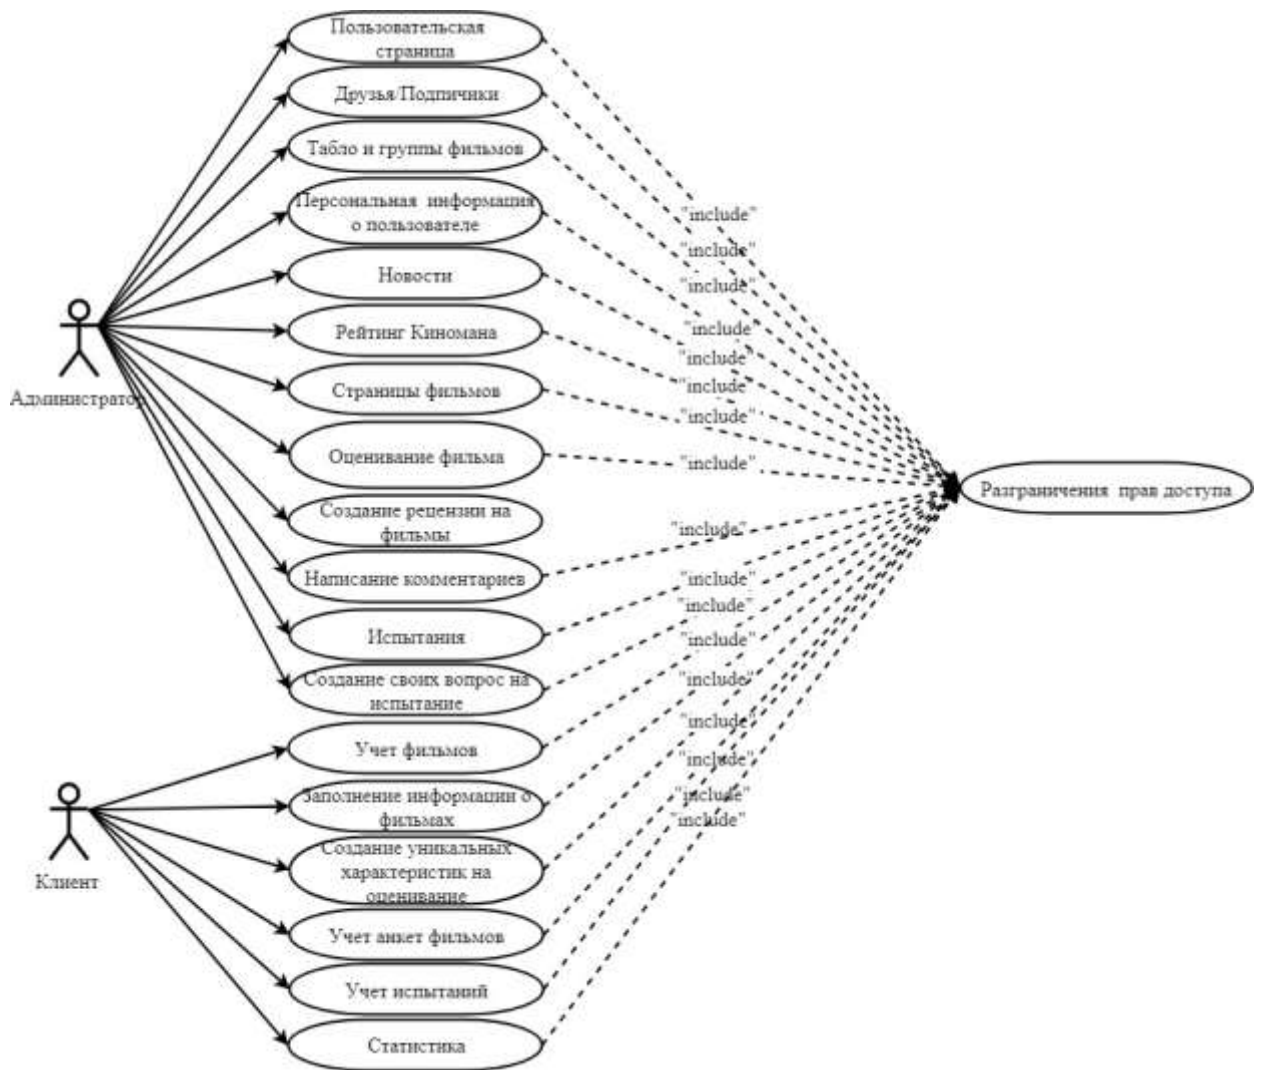 Пользовательская
страница
Друзья/Подпичики
Табло и группы фильмов
Персональная информация
о пользователе
"include"
"include"
Новости
"include"
Рейтинг Киномана
"include"
"include"
Страницы фильмов
"include"
Администратор
"include"
Оценивание фильма
"include"
Разграничения прав доступа
Создание рецензии на
фильмы
"include"
Написание комментариев
"include"
"include"
Испытания
"include"
Создание своих вопрос на
испытание
"include"
"include"
Учет фильмов
"include"
Заполнение информации о
фильмах
"include"
"include"
Создание уникальных
характеристик на
оценивание
Клиент
Учет анкет фильмов
Учет испытаний
Статистика